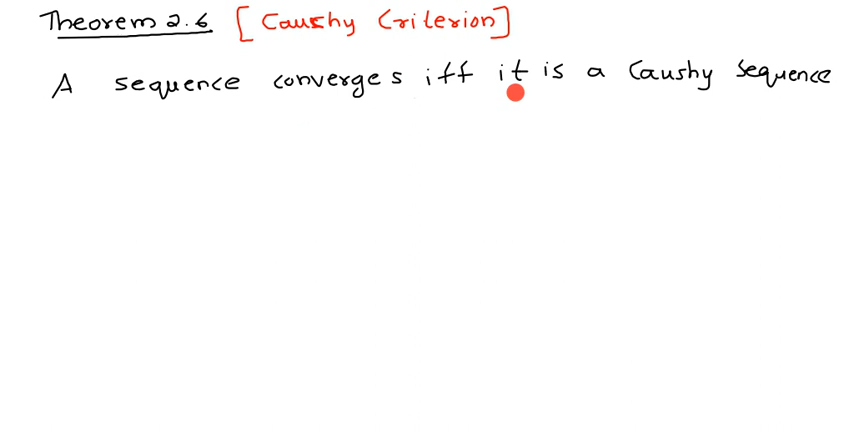 Theorem 2.6 [Caushy Criterion]
A sequence converges iff it is a Caushy sequence